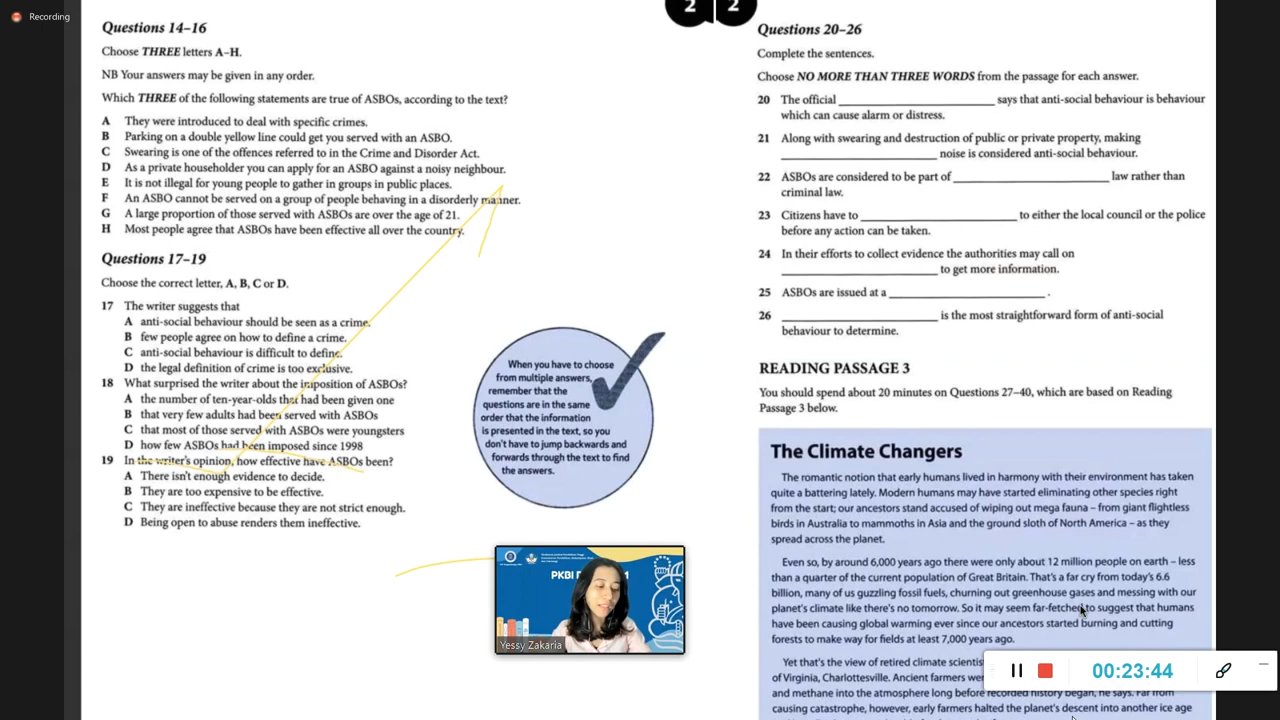 Recording
2 2
Questions 14–16
Choose THREE letters A–H.
NB Your answers may be given in any order.
Which THREE of the following statements are true of ASBOs, according to the text?
A They were introduced to deal with specific crimes.
B Parking on a double yellow line could get you served with an ASBO.
C Swearing is one of the offences referred to in the Crime and Disorder Act.
D As a private householder you can apply for an ASBO against a noisy neighbour.
E It is not illegal for young people to gather in groups in public places.
F An ASBO cannot be served on a group of people behaving in a disorderly manner.
G A large proportion of those served with ASBOs are over the age of 21.
H Most people agree that ASBOs have been effective all over the country.
Questions 17–19
Choose the correct letter, A, B, C or D.
17 The writer suggests that
A anti-social behaviour should be seen as a crime.
B few people agree on how to define a crime.
C anti-social behaviour is difficult to define.
D the legal definition of crime is too exclusive.
18 What surprised the writer about the imposition of ASBOs?
A the number of ten-year-olds that had been given one
B that very few adults had been served with ASBOs
C that most of those served with ASBOs were youngsters
D how few ASBOs had been imposed since 1998
19 In the writer's opinion, how effective have ASBOs been?
A There isn't enough evidence to decide.
B They are too expensive to be effective.
C They are ineffective because they are not strict enough.
D Being open to abuse renders them ineffective.
When you have to choose
from multiple answers,
remember that the
questions are in the same
order that the information
is presented in the text, so you
don't have to jump backwards and
forwards through the text to find
the answers.
PKBI
Yessy Zakaria
Questions 20–26
Complete the sentences.
Choose NO MORE THAN THREE WORDS from the passage for each answer.
20 The official ____ says that anti-social behaviour is behaviour
which can cause alarm or distress.
21 Along with swearing and destruction of public or private property, making
____ noise is considered anti-social behaviour.
22 ASBOs are considered to be part of ____ law rather than
criminal law.
23 Citizens have to ____ to either the local council or the police
before any action can be taken.
24 In their efforts to collect evidence the authorities may call on
____ to get more information.
25 ASBOs are issued at a ____ .
26 ____ is the most straightforward form of anti-social
behaviour to determine.
READING PASSAGE 3
You should spend about 20 minutes on Questions 27–40, which are based on Reading
Passage 3 below.
The Climate Changers
The romantic notion that early humans lived in harmony with their environment has taken
quite a battering lately. Modern humans may have started eliminating other species right
from the start; our ancestors stand accused of wiping out mega fauna – from giant flightless
birds in Australia to mammoths in Asia and the ground sloth of North America – as they
spread across the planet.
Even so, by around 6,000 years ago there were only about 12 million people on earth – less
than a quarter of the current population of Great Britain. That's a far cry from today's 6.6
billion, many of us guzzling fossil fuels, churning out greenhouse gases and messing with our
planet's climate like there's no tomorrow. So it may seem far-fetched to suggest that humans
have been causing global warming ever since our ancestors started burning and cutting
forests to make way for fields at least 7,000 years ago.
Yet that's the view of retired climate scientis
of Virginia, Charlottesville. Ancient farmers wer
and methane into the atmosphere long before recorded history began, he says. Far from
causing catastrophe, however, early farmers halted the planet's descent into another ice age
00:23:44